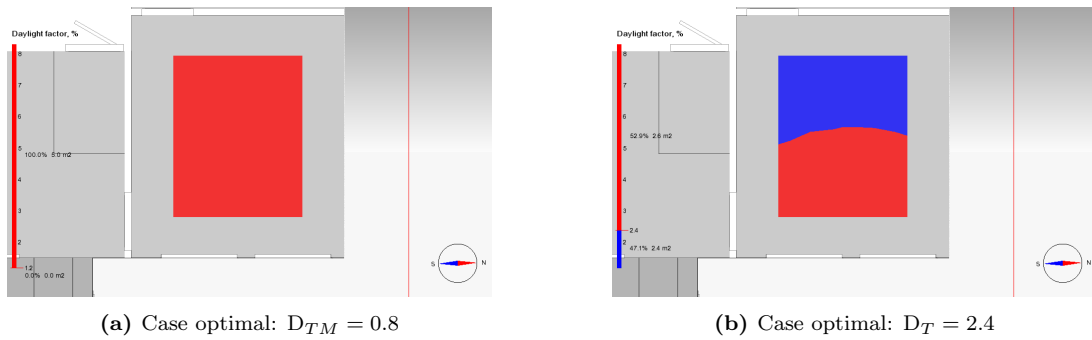 Daylight factor, %
8
7
6
5
100.0% 5.0 m2
4
3
2
1.2
0.0% 0.0 m2
S N
(a) Case optimal: D_TM = 0.8
Daylight factor, %
8
7
6
52.9% 2.6 m2
5
4
3
2.4
2
47.1% 2.4 m2
S N
(b) Case optimal: D_T = 2.4